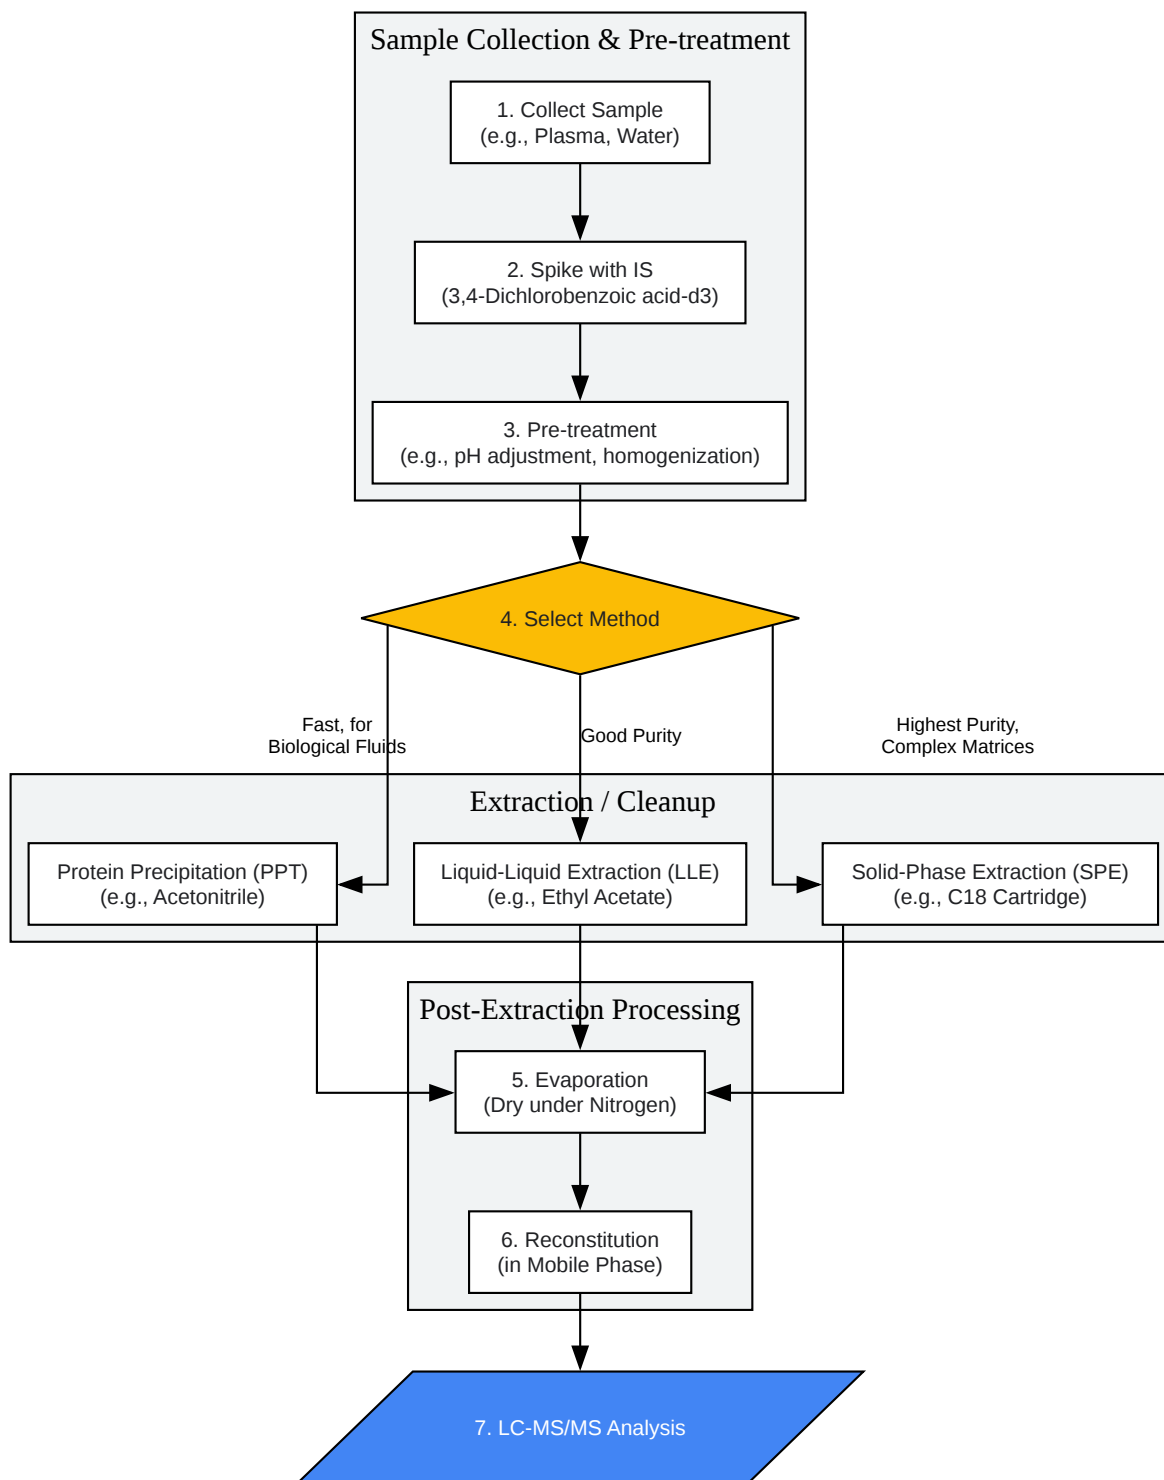 Sample Collection & Pre-treatment
1. Collect Sample
(e.g., Plasma, Water)
2. Spike with IS
(3,4-Dichlorobenzoic acid-d3)
3. Pre-treatment
(e.g., pH adjustment, homogenization)
4. Select Method
Fast, for
Biological Fluids
Good Purity
Highest Purity,
Complex Matrices
Extraction / Cleanup
Protein Precipitation (PPT)
(e.g., Acetonitrile)
Liquid-Liquid Extraction (LLE)
(e.g., Ethyl Acetate)
Solid-Phase Extraction (SPE)
(e.g., C18 Cartridge)
Post-Extraction Processing
5. Evaporation
(Dry under Nitrogen)
6. Reconstitution
(in Mobile Phase)
7. LC-MS/MS Analysis